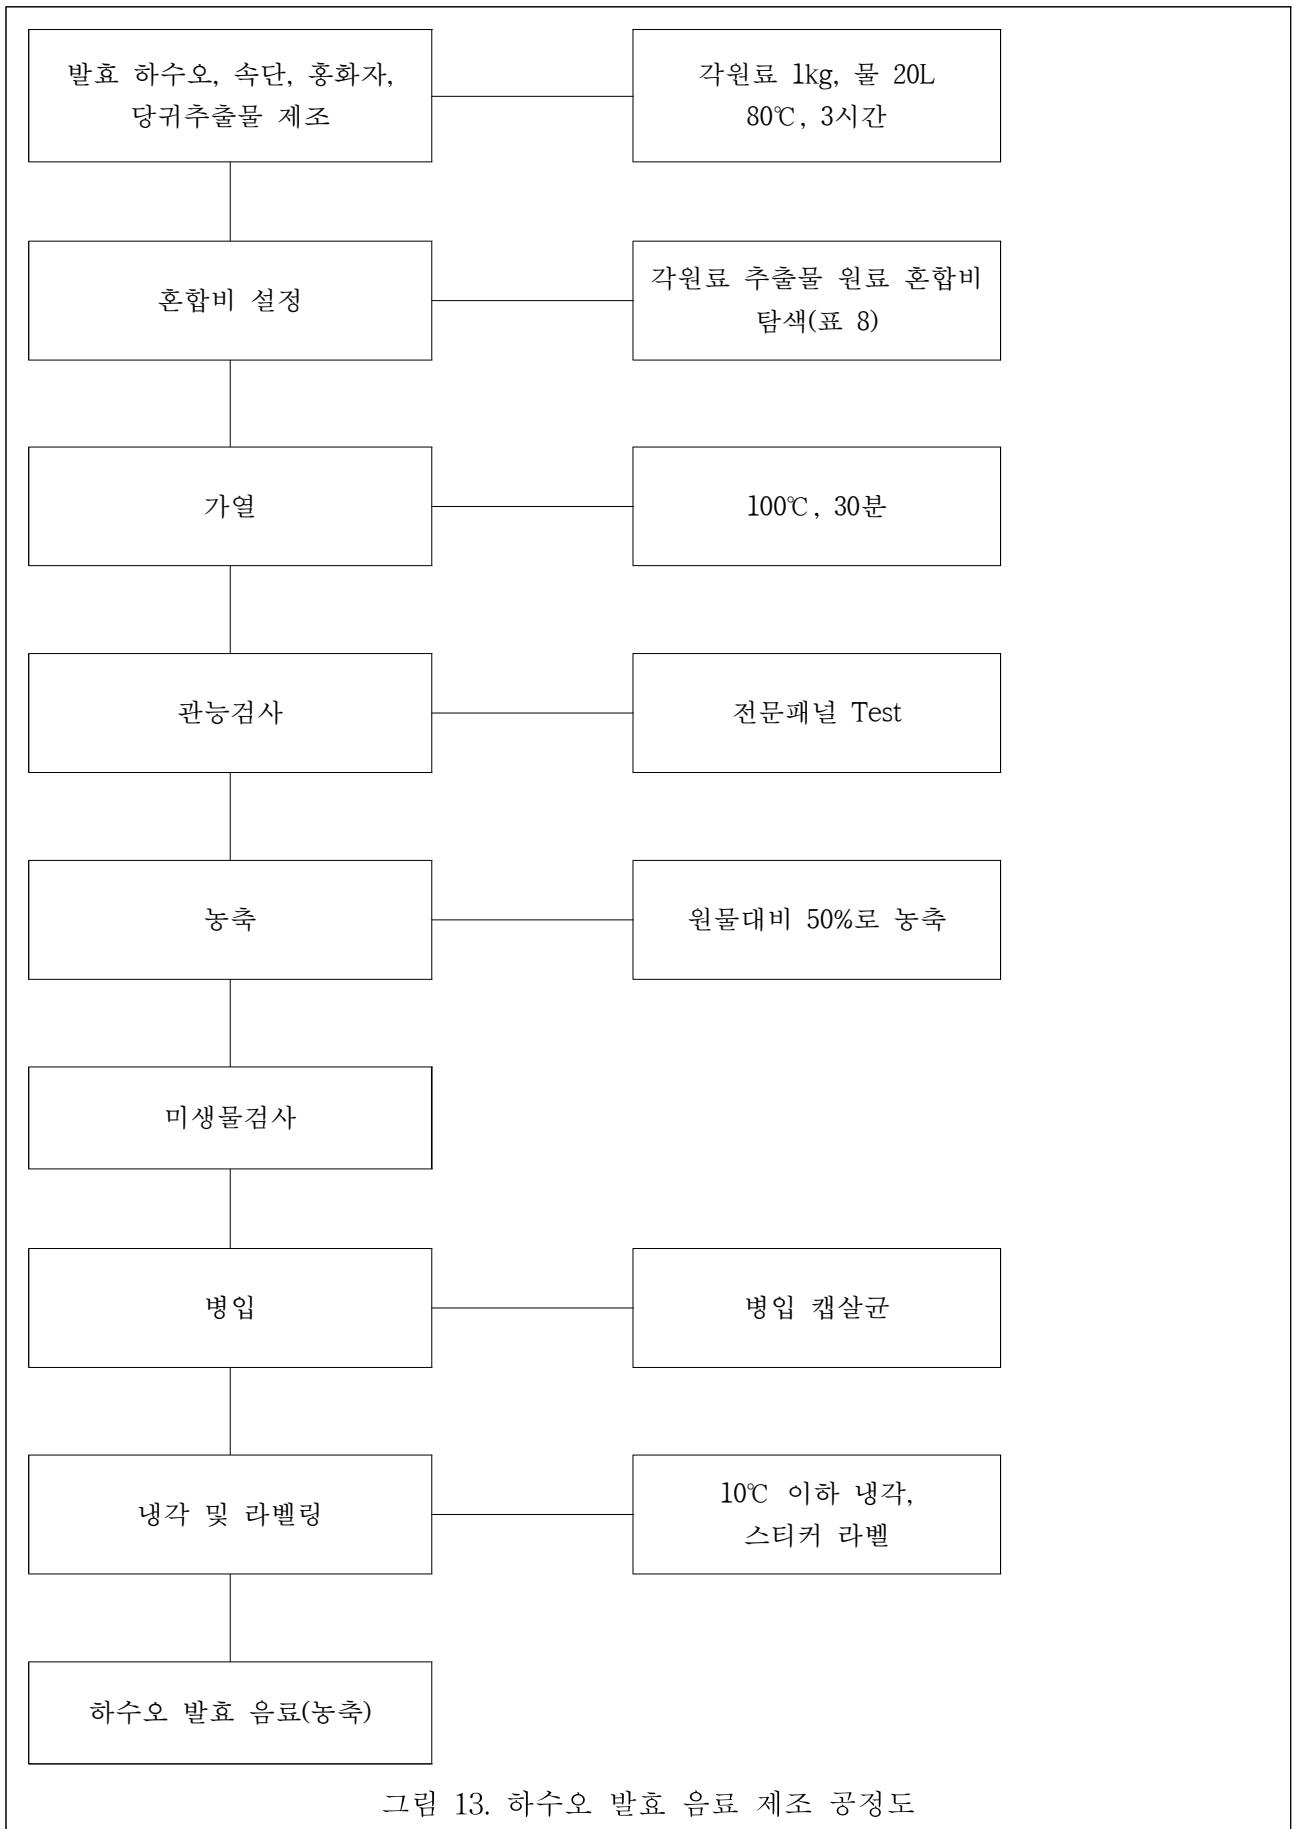 발효 하수오, 속단, 홍화자,
당귀추출물 제조
각원료 1kg, 물 20L
80℃, 3시간
혼합비 설정
각원료 추출물 원료 혼합비
탐색(표 8)
가열
100℃, 30분
관능검사
전문패널 Test
농축
원물대비 50%로 농축
미생물검사
병입
병입 캡살균
냉각 및 라벨링
10℃ 이하 냉각,
스티커 라벨
하수오 발효 음료(농축)
그림 13. 하수오 발효 음료 제조 공정도